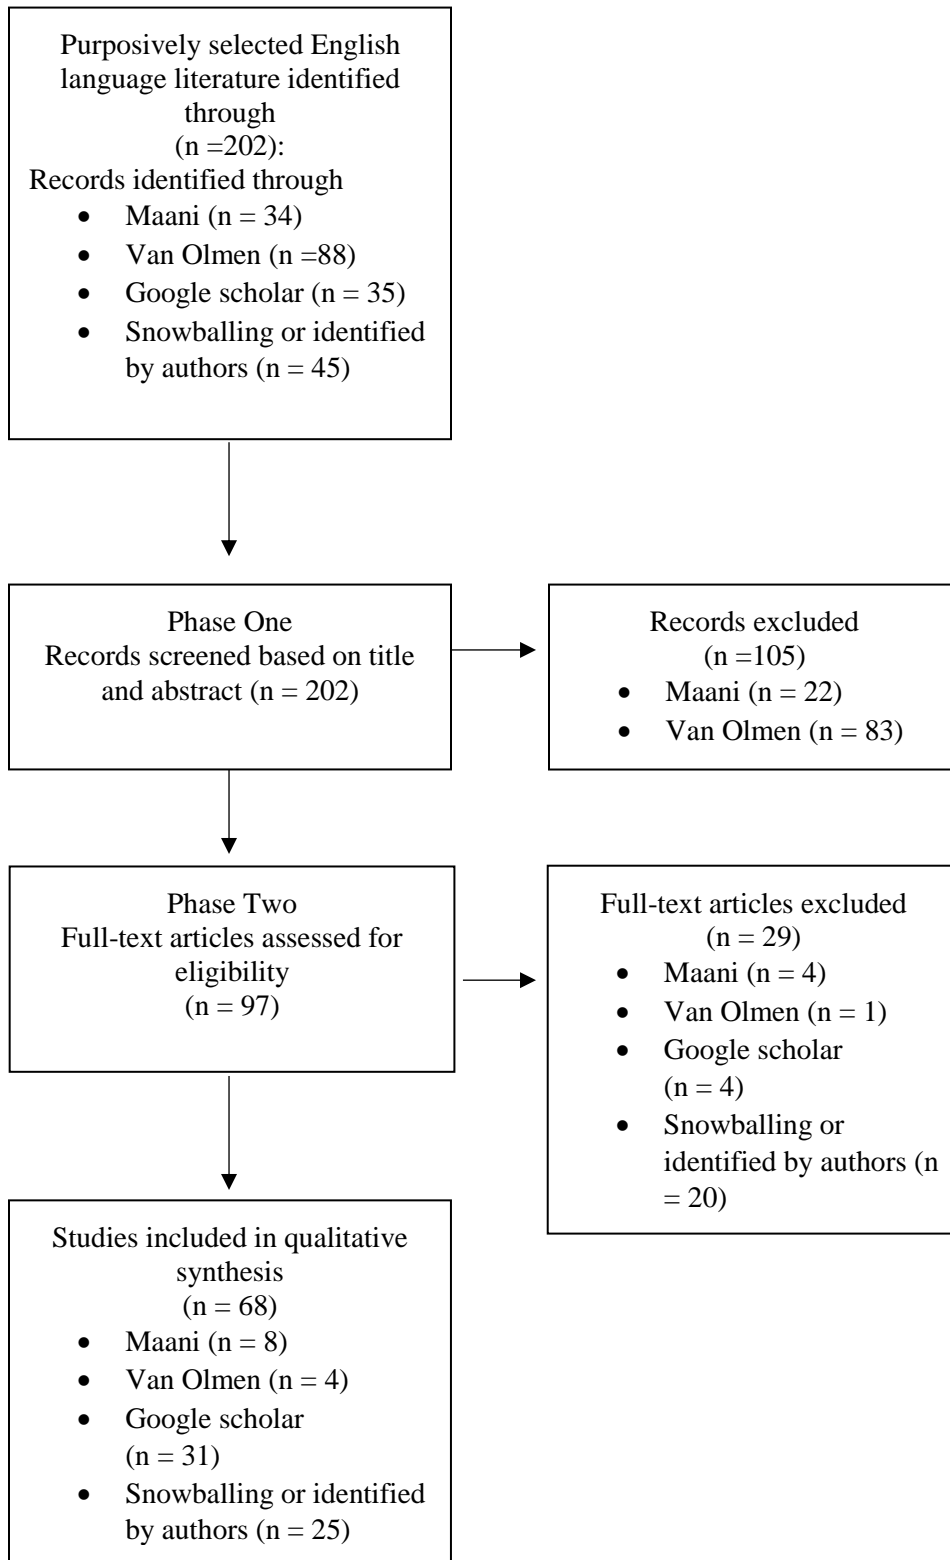 Purposively selected English
language literature identified
through
(n =202):
Records identified through
• Maani (n = 34)
• Van Olmen (n =88)
• Google scholar (n = 35)
• Snowballing or identified
by authors (n = 45)
Phase One
Records screened based on title
and abstract (n = 202)
Records excluded
(n =105)
• Maani (n = 22)
• Van Olmen (n = 83)
Phase Two
Full-text articles assessed for
eligibility
(n = 97)
Full-text articles excluded
(n = 29)
• Maani (n = 4)
• Van Olmen (n = 1)
• Google scholar
(n = 4)
• Snowballing or
identified by authors (n
= 20)
Studies included in qualitative
synthesis
(n = 68)
• Maani (n = 8)
• Van Olmen (n = 4)
• Google scholar
(n = 31)
• Snowballing or identified
by authors (n = 25)